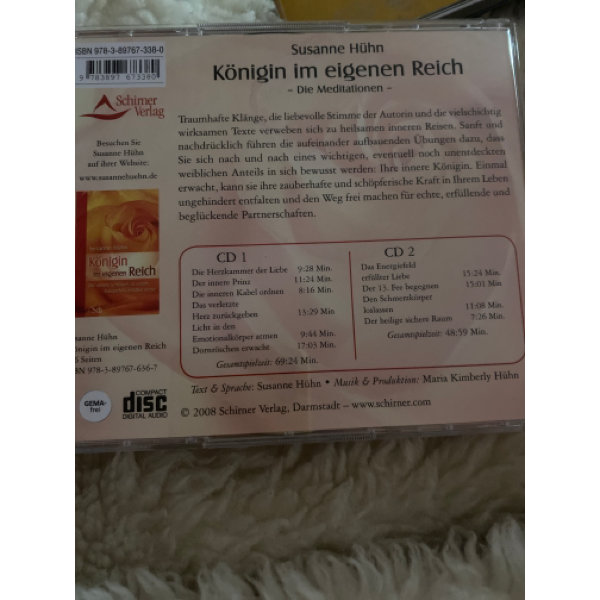 ISBN 978-3-89767-338-0
9 783897 673380
Schirner
Verlag
Besuchen Sie
Susanne Hühn
auf ihrer Website:
www.susannehuehn.de
Königin
im eigenen Reich
Susanne Hühn
Königin im eigenen Reich
Die Meditationen
Traumhafte Klänge, die liebevolle Stimme der Autorin und die vielschichtig
wirksamen Texte verweben sich zu heilsamen inneren Reisen. Sanft und
nachdrücklich führen die aufeinander aufbauenden Übungen dazu, dass
Sie sich nach und nach eines wichtigen, eventuell noch unentdeckten
weiblichen Anteils in sich bewusst werden: Ihre innere Königin. Einmal
erwacht, kann sie ihre zauberhafte und schöpferische Kraft in Ihrem Leben
ungehindert entfalten und den Weg frei machen für echte, erfüllende und
beglückende Partnerschaften.
CD 1
Die Herzkammer der Liebe 9:28 Min.
Der innere Prinz 11:24 Min.
Die inneren Kabel ordnen 8:16 Min.
Das verletzte
Herz zurückgeben 13:29 Min
Licht in den
Emotionalkörper atmen 9:44 Min.
Dornröschen erwacht 17:03 Min.
Gesamtspielzeit: 69:24 Min.
CD 2
Das Energiefeld
erfüllter Liebe 15:24 Min.
Der 13. Fee begegnen 15:01 Min
Den Schmerzkörper
loslassen 11:08 Min.
Der heilige sichere Raum 7:26 Min.
Gesamtspielzeit: 48:59 Min.
anne Hühn
nigin im eigenen Reich
Seiten
BN 978-3-89767-636-7
GEMA-
frei
COMPACT
disc
DIGITAL AUDIO
Text & Sprache: Susanne Hühn • Musik & Produktion: Maria Kimberly Hühn
© 2008 Schirner Verlag, Darmstadt – www.schirner.com